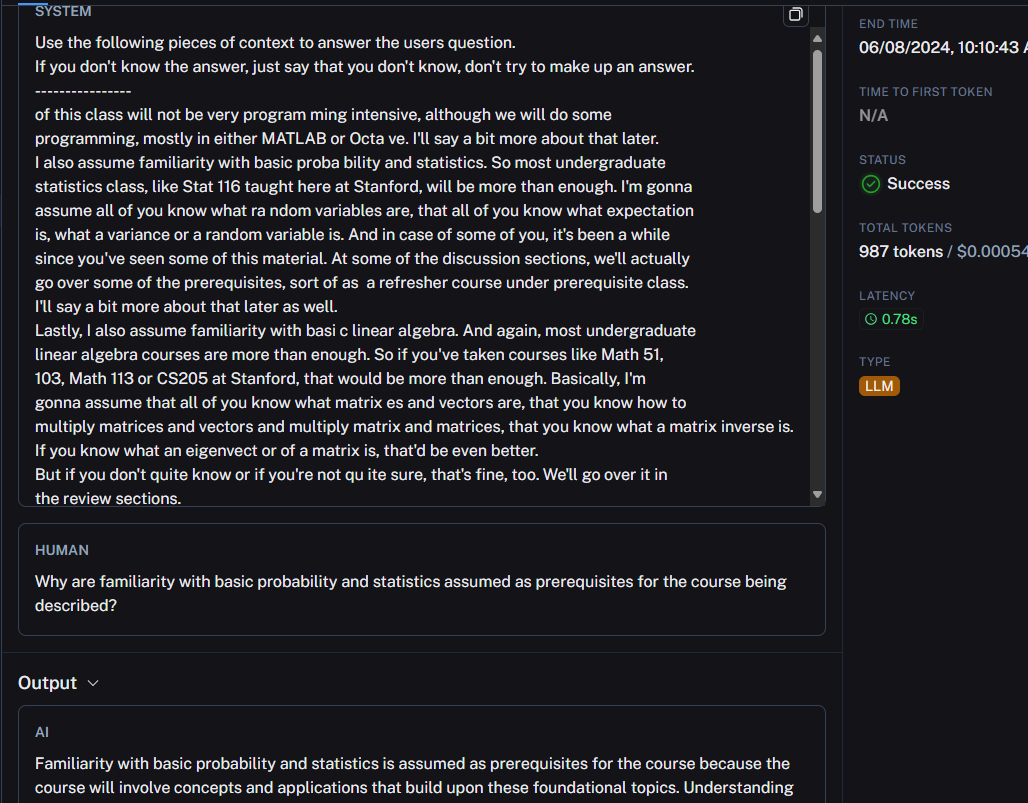 SYSTEM
Use the following pieces of context to answer the users question.
If you don't know the answer, just say that you don't know, don't try to make up an answer.
----------------
of this class will not be very program ming intensive, although we will do some
programming, mostly in either MATLAB or Octa ve. I'll say a bit more about that later.
I also assume familiarity with basic proba bility and statistics. So most undergraduate
statistics class, like Stat 116 taught here at Stanford, will be more than enough. I'm gonna
assume all of you know what ra ndom variables are, that all of you know what expectation
is, what a variance or a random variable is. And in case of some of you, it's been a while
since you've seen some of this material. At some of the discussion sections, we'll actually
go over some of the prerequisites, sort of as  a refresher course under prerequisite class.
I'll say a bit more about that later as well.
Lastly, I also assume familiarity with basi c linear algebra. And again, most undergraduate
linear algebra courses are more than enough. So if you've taken courses like Math 51,
103, Math 113 or CS205 at Stanford, that would be more than enough. Basically, I'm
gonna assume that all of you know what matrix es and vectors are, that you know how to
multiply matrices and vectors and multiply matrix and matrices, that you know what a matrix inverse is.
If you know what an eigenvect or of a matrix is, that'd be even better.
But if you don't quite know or if you're not qu ite sure, that's fine, too. We'll go over it in
the review sections.
HUMAN
Why are familiarity with basic probability and statistics assumed as prerequisites for the course being
described?
Output
AI
Familiarity with basic probability and statistics is assumed as prerequisites for the course because the
course will involve concepts and applications that build upon these foundational topics. Understanding
END TIME
06/08/2024, 10:10:43 A
TIME TO FIRST TOKEN
N/A
STATUS
Success
TOTAL TOKENS
987 tokens / $0.00054
LATENCY
0.78s
TYPE
LLM